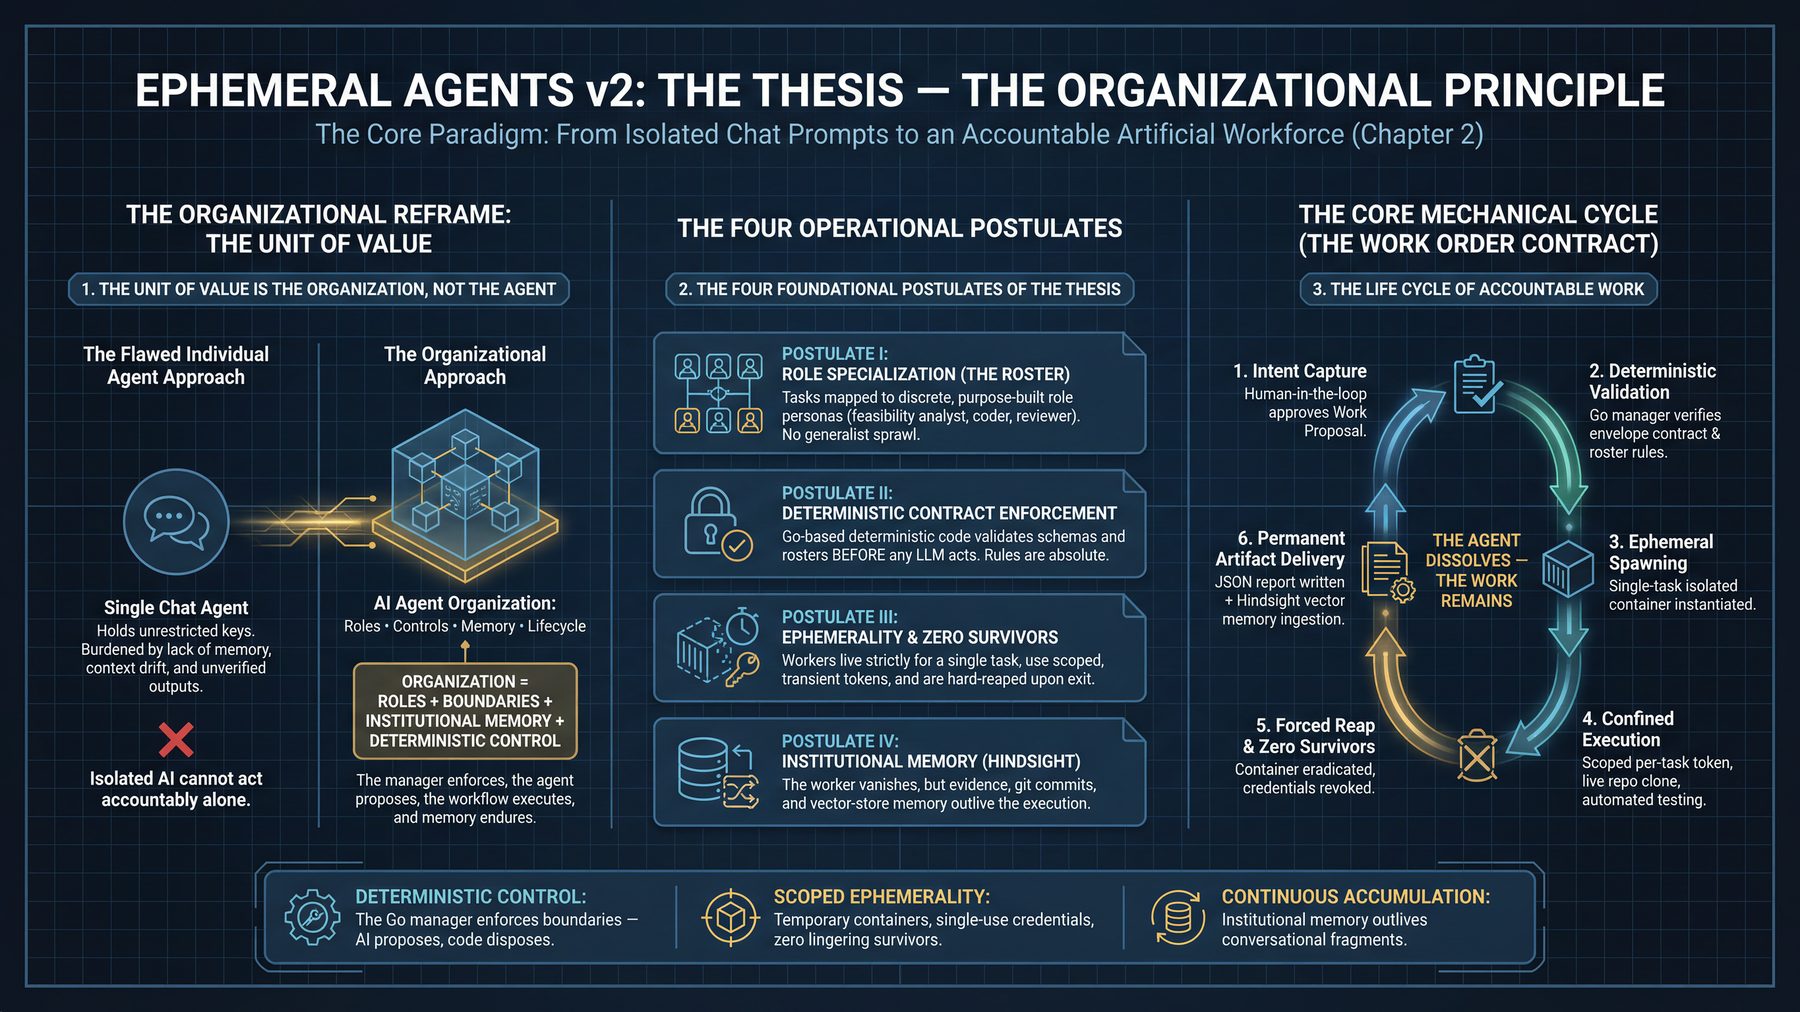 EPHEMERAL AGENTS v2: THE THESIS — THE ORGANIZATIONAL PRINCIPLE
The Core Paradigm: From Isolated Chat Prompts to an Accountable Artificial Workforce (Chapter 2)
THE ORGANIZATIONAL REFRAME:
THE UNIT OF VALUE
1. THE UNIT OF VALUE IS THE ORGANIZATION, NOT THE AGENT
The Flawed Individual
Agent Approach
Single Chat Agent
Holds unrestricted keys.
Burdened by lack of memory,
context drift, and unverified
outputs.
Isolated AI cannot act
accountably alone.
The Organizational
Approach
AI Agent Organization:
Roles • Controls • Memory • Lifecycle
ORGANIZATION =
ROLES + BOUNDARIES +
INSTITUTIONAL MEMORY +
DETERMINISTIC CONTROL
The manager enforces, the agent
proposes, the workflow executes,
and memory endures.
THE FOUR OPERATIONAL POSTULATES
2. THE FOUR FOUNDATIONAL POSTULATES OF THE THESIS
POSTULATE I:
ROLE SPECIALIZATION (THE ROSTER)
Tasks mapped to discrete, purpose-built role
personas (feasibility analyst, coder, reviewer).
No generalist sprawl.
POSTULATE II:
DETERMINISTIC CONTRACT ENFORCEMENT
Go-based deterministic code validates schemas and
rosters BEFORE any LLM acts. Rules are absolute.
POSTULATE III:
EPHEMERALITY & ZERO SURVIVORS
Workers live strictly for a single task, use scoped,
transient tokens, and are hard-reaped upon exit.
POSTULATE IV:
INSTITUTIONAL MEMORY (HINDSIGHT)
The worker vanishes, but evidence, git commits,
and vector-store memory outlive the execution.
THE CORE MECHANICAL CYCLE
(THE WORK ORDER CONTRACT)
3. THE LIFE CYCLE OF ACCOUNTABLE WORK
1. Intent Capture
Human-in-the-loop
approves Work
Proposal.
2. Deterministic
Validation
Go manager verifies
envelope contract &
roster rules.
3. Ephemeral
Spawning
Single-task isolated
container instantiated.
4. Confined
Execution
Scoped per-task token,
live repo clone,
automated testing.
5. Forced Reap
& Zero Survivors
Container eradicated,
credentials revoked.
6. Permanent
Artifact Delivery
JSON report written
+ Hindsight vector
memory ingestion.
THE AGENT
DISSOLVES —
THE WORK
REMAINS
DETERMINISTIC CONTROL:
The Go manager enforces boundaries —
AI proposes, code disposes.
SCOPED EPHEMERALITY:
Temporary containers, single-use credentials,
zero lingering survivors.
CONTINUOUS ACCUMULATION:
Institutional memory outlives
conversational fragments.